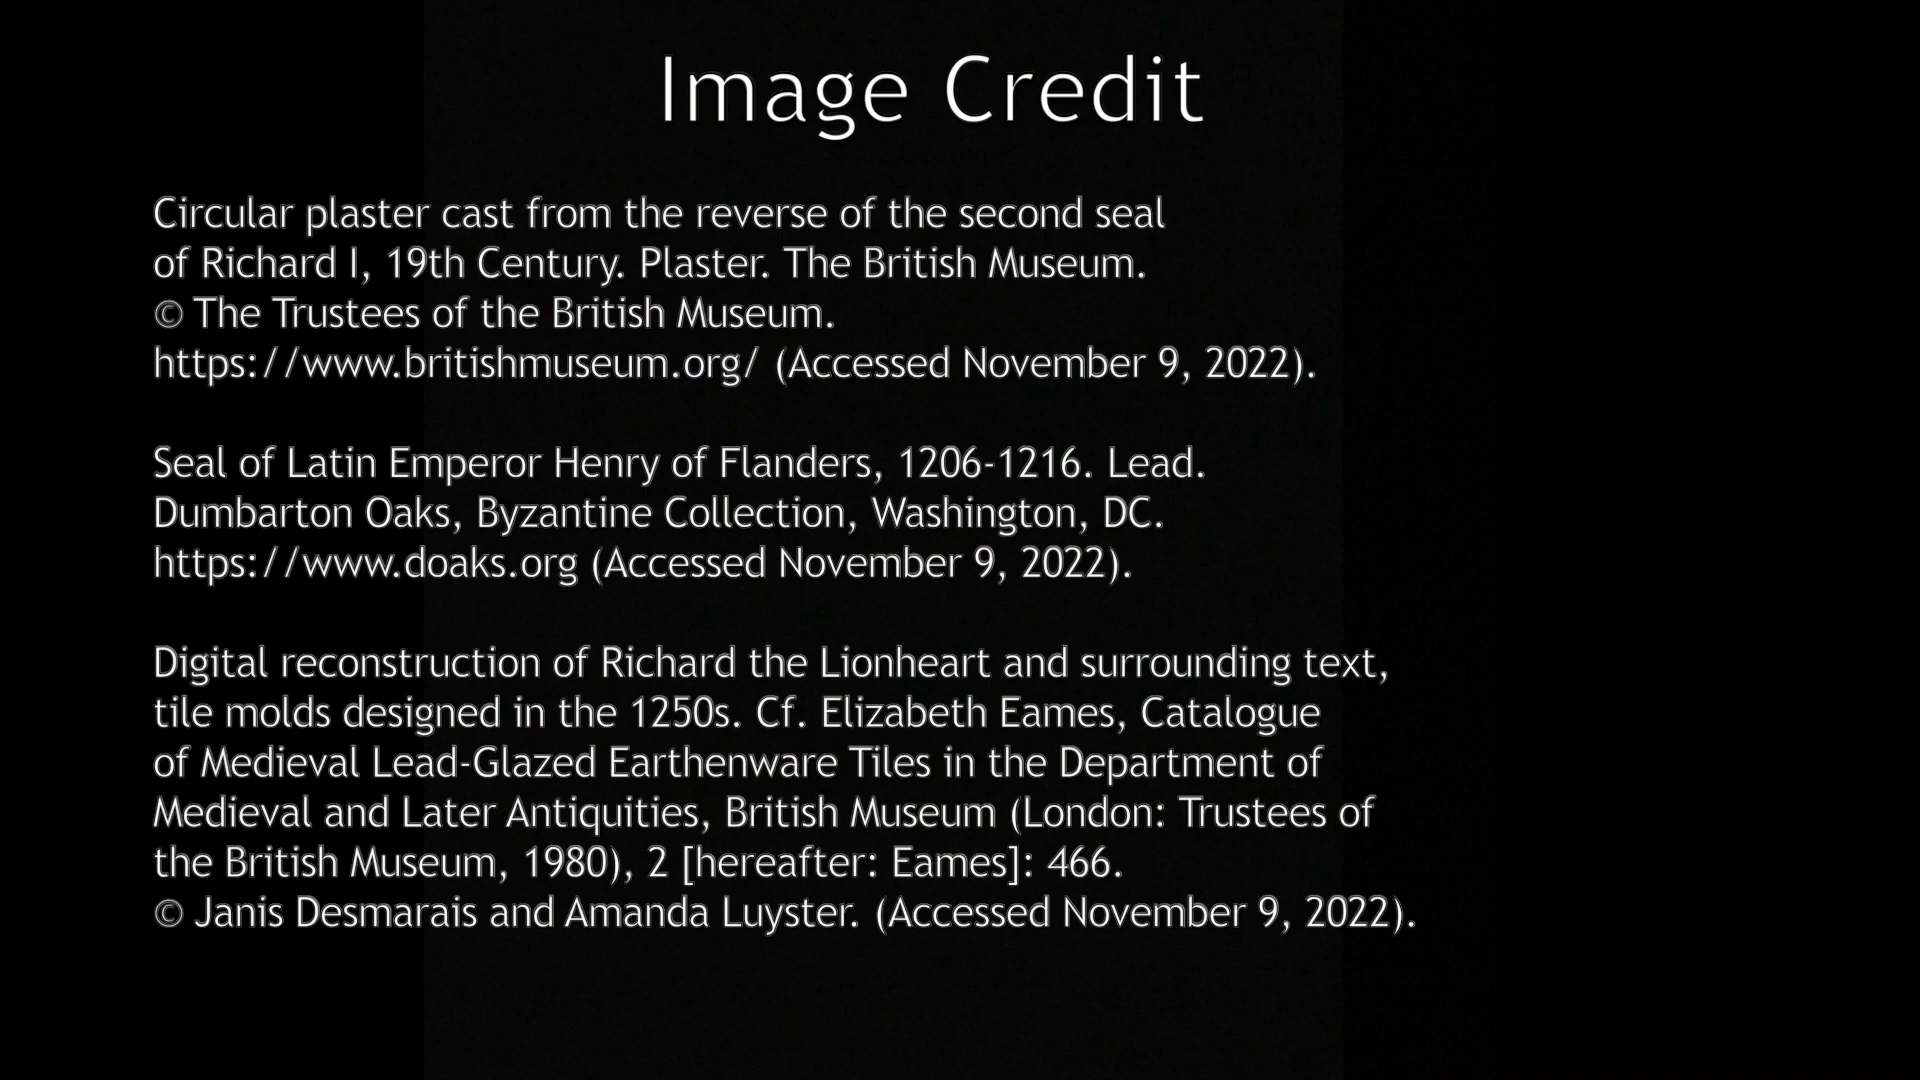 Image Credit
Circular plaster cast from the reverse of the second seal
of Richard I, 19th Century. Plaster. The British Museum.
© The Trustees of the British Museum.
https://www.britishmuseum.org/ (Accessed November 9, 2022).
Seal of Latin Emperor Henry of Flanders, 1206-1216. Lead.
Dumbarton Oaks, Byzantine Collection, Washington, DC.
https://www.doaks.org (Accessed November 9, 2022).
Digital reconstruction of Richard the Lionheart and surrounding text,
tile molds designed in the 1250s. Cf. Elizabeth Eames, Catalogue
of Medieval Lead-Glazed Earthenware Tiles in the Department of
Medieval and Later Antiquities, British Museum (London: Trustees of
the British Museum, 1980), 2 [hereafter: Eames]: 466.
© Janis Desmarais and Amanda Luyster. (Accessed November 9, 2022).